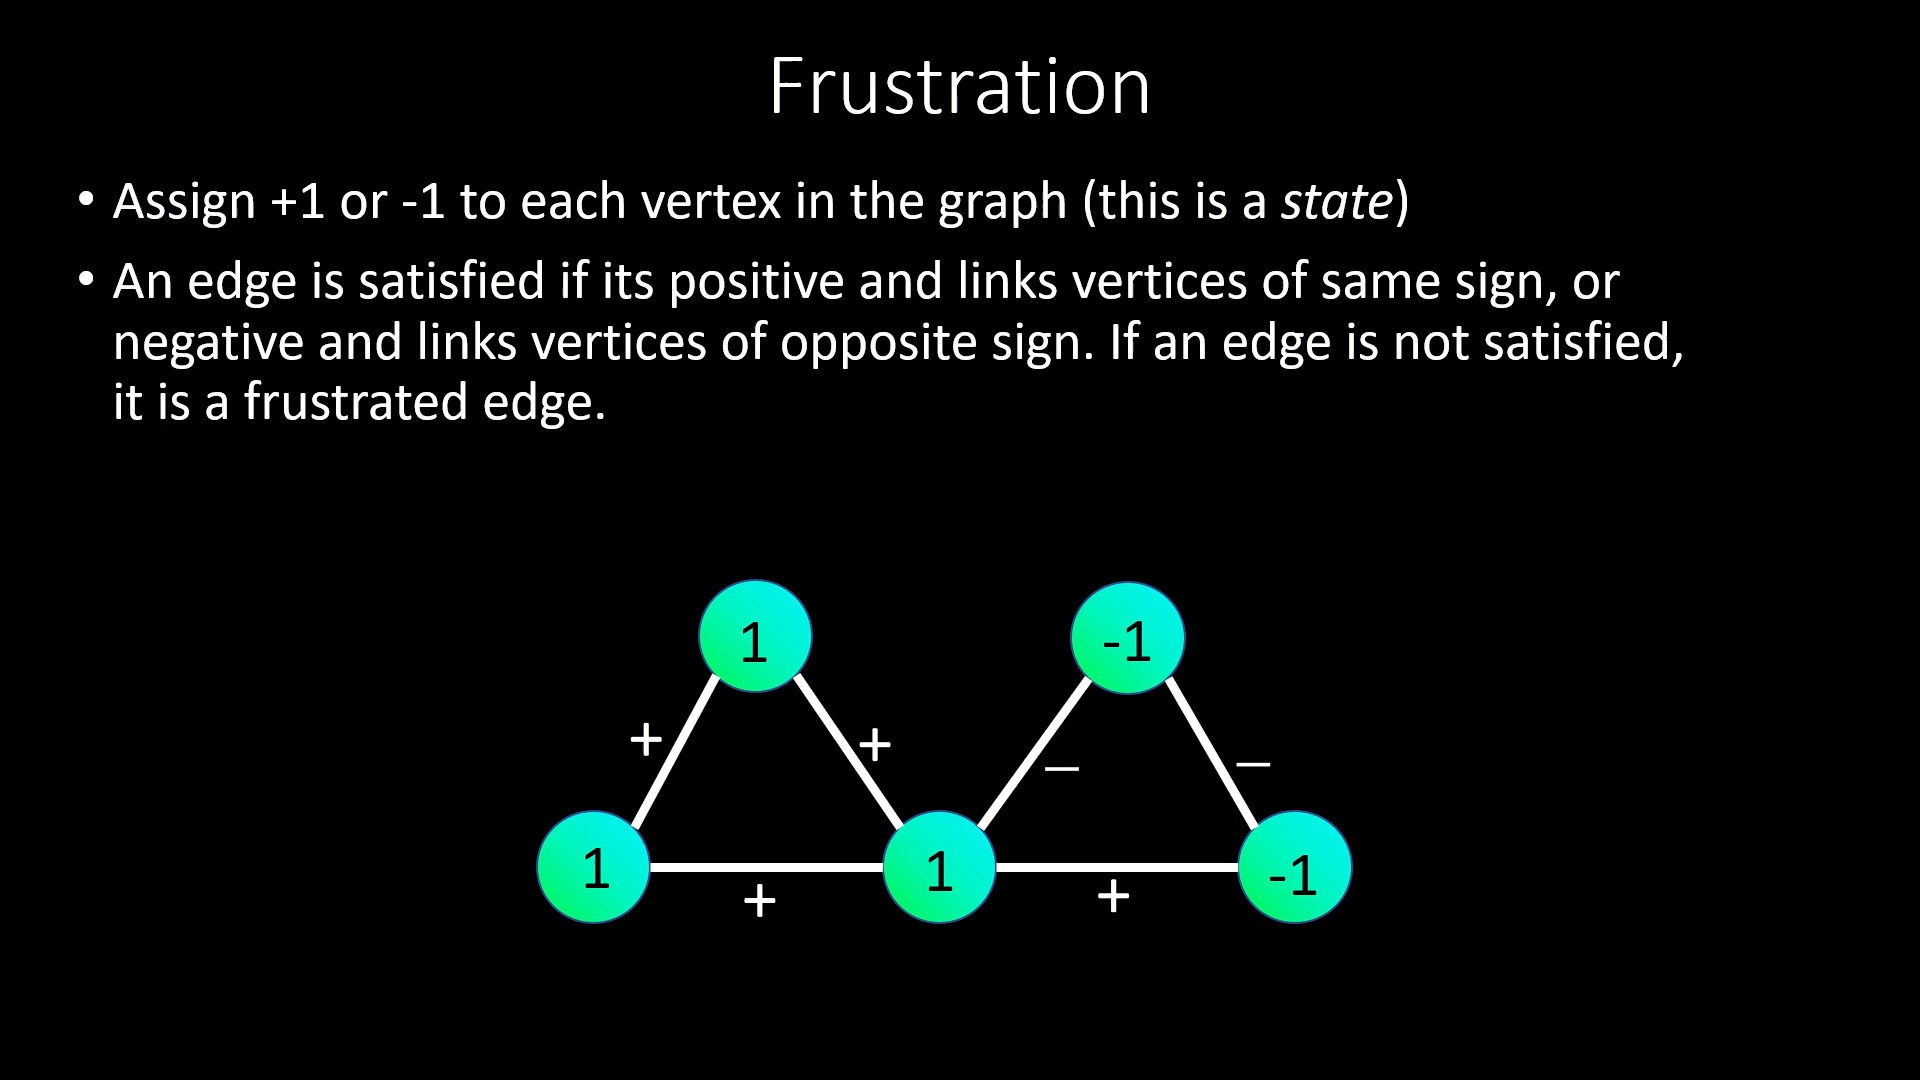 Frustration
• Assign +1 or -1 to each vertex in the graph (this is a state)
• An edge is satisfied if its positive and links vertices of same sign, or
negative and links vertices of opposite sign. If an edge is not satisfied,
it is a frustrated edge.
1 -1
+ + – –
1 1 -1
+ +